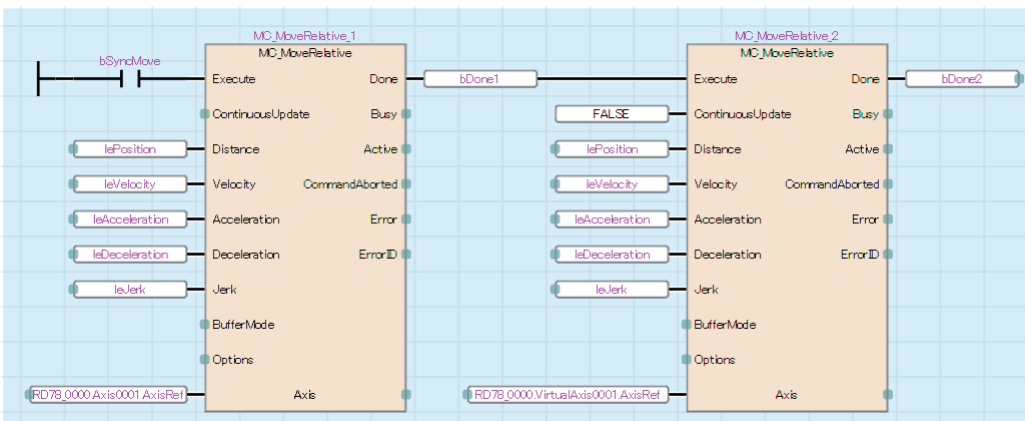 MC_MoveRelative_1
MC_MoveRelative
bSyncMove
Execute
Done
bDone1
ContinuousUpdate
Busy
lePosition
Distance
Active
leVelocity
Velocity
CommandAborted
leAcceleration
Acceleration
Error
leDeceleration
Deceleration
ErrorID
leJerk
Jerk
BufferMode
Options
RD78_0000.Axis0001.AxisRef
Axis
MC_MoveRelative_2
MC_MoveRelative
Execute
Done
bDone2
FALSE
ContinuousUpdate
Busy
lePosition
Distance
Active
leVelocity
Velocity
CommandAborted
leAcceleration
Acceleration
Error
leDeceleration
Deceleration
ErrorID
leJerk
Jerk
BufferMode
Options
RD78_0000.VirtualAxis0001.AxisRef
Axis